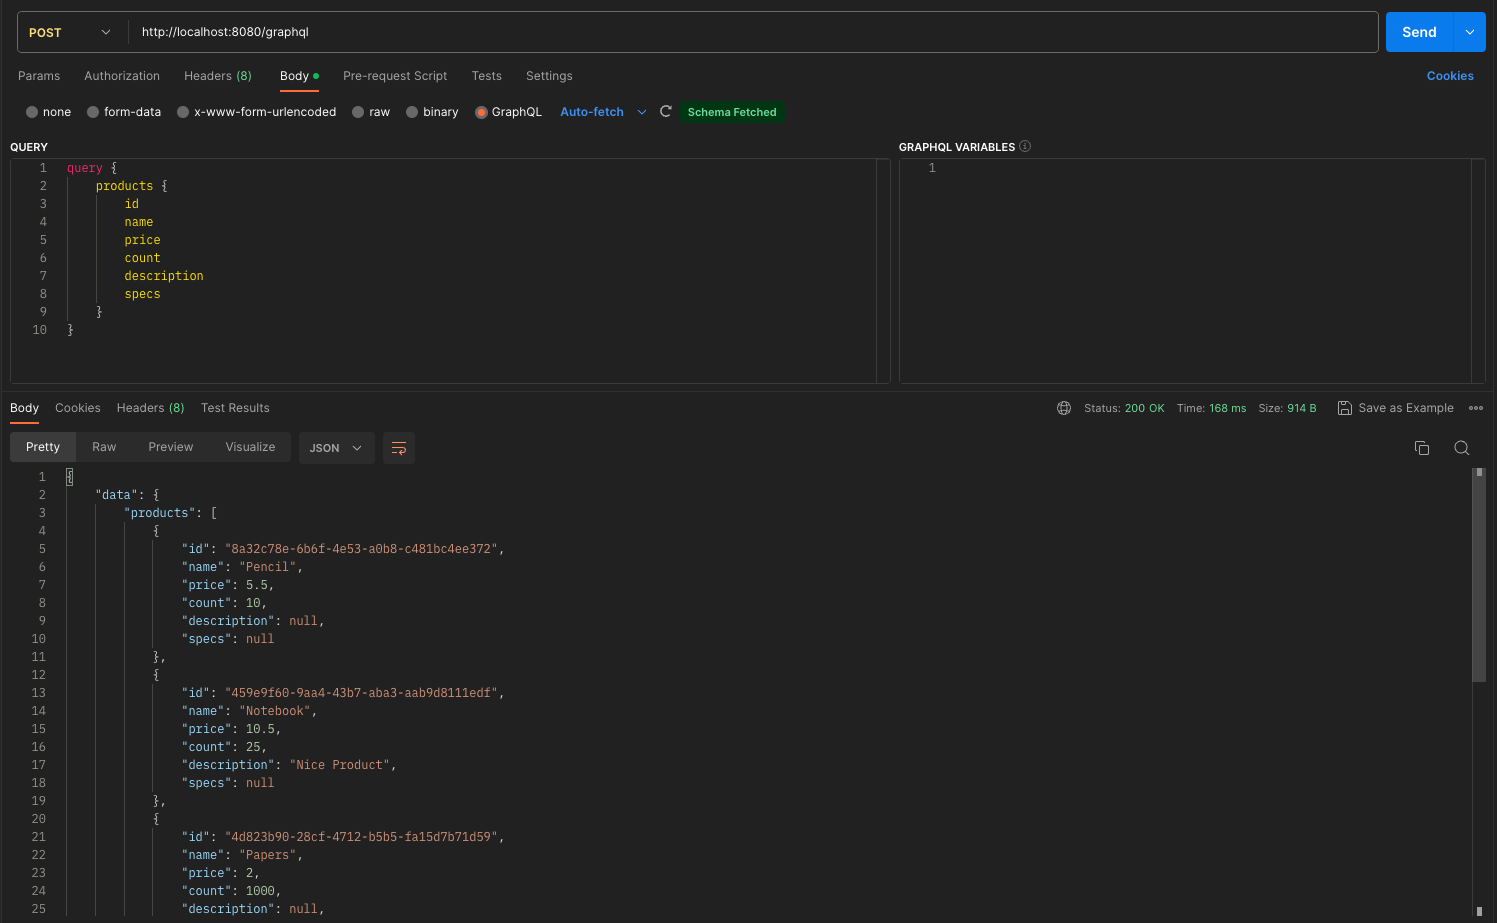 POST http://localhost:8080/graphql Send
Params Authorization Headers (8) Body Pre-request Script Tests Settings Cookies
none form-data x-www-form-urlencoded raw binary GraphQL Auto-fetch Schema Fetched
QUERY
1 query {
2 products {
3 id
4 name
5 price
6 count
7 description
8 specs
9 }
10 }
GRAPHQL VARIABLES
1
Body Cookies Headers (8) Test Results Status: 200 OK Time: 168 ms Size: 914 B Save as Example
Pretty Raw Preview Visualize JSON
1 {
2 "data": {
3 "products": [
4 {
5 "id": "8a32c78e-6b6f-4e53-a0b8-c481bc4ee372",
6 "name": "Pencil",
7 "price": 5.5,
8 "count": 10,
9 "description": null,
10 "specs": null
11 },
12 {
13 "id": "459e9f60-9aa4-43b7-aba3-aab9d8111edf",
14 "name": "Notebook",
15 "price": 10.5,
16 "count": 25,
17 "description": "Nice Product",
18 "specs": null
19 },
20 {
21 "id": "4d823b90-28cf-4712-b5b5-fa15d7b71d59",
22 "name": "Papers",
23 "price": 2,
24 "count": 1000,
25 "description": null,